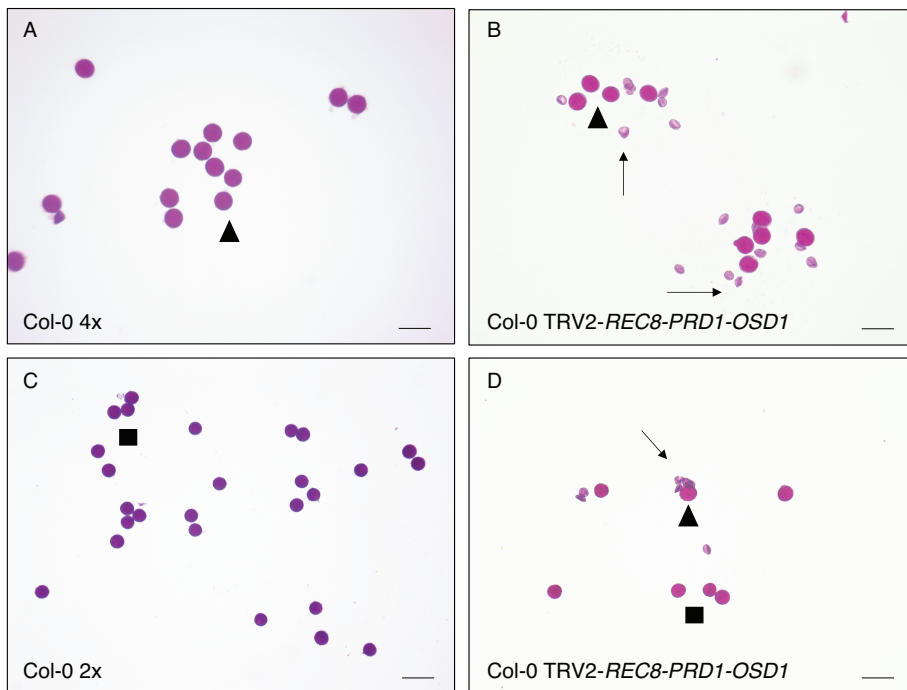 A
Col-0 4x
B
Col-0 TRV2-REC8-PRD1-OSD1
C
Col-0 2x
D
Col-0 TRV2-REC8-PRD1-OSD1